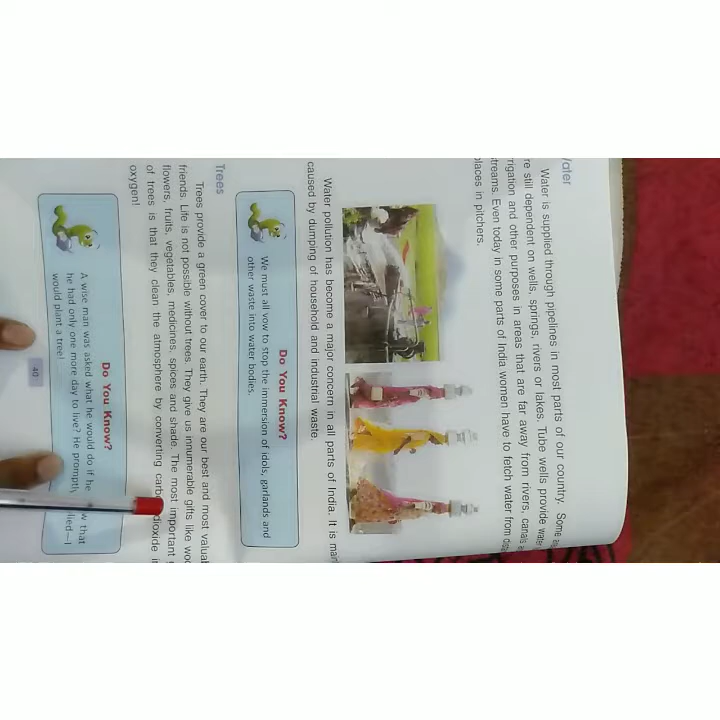 ater
Water is supplied through pipelines in most parts of our country. Some
re still dependent on wells, springs, rivers or lakes. Tube wells provide water
rrigation and other purposes in areas that are far away from rivers, canals
treams. Even today in some parts of India women have to fetch water from
laces in pitchers.
Water pollution has become a major concern in all parts of India. It is
caused by dumping of household and industrial waste.
Do You Know?
We must all vow to stop the immersion of idols, garlands and
other waste into water bodies.
Trees
Trees provide a green cover to our earth. They are our best and most
friends. Life is not possible without trees. They give us innumerable gifts like
flowers, fruits, vegetables, medicines, spices and shade. The most important
of trees is that they clean the atmosphere by converting dioxide
oxygen!
Do You Know?
A wise man was asked what he would do if he that
he had only one more day to live? He promptly
would plant a tree!
40